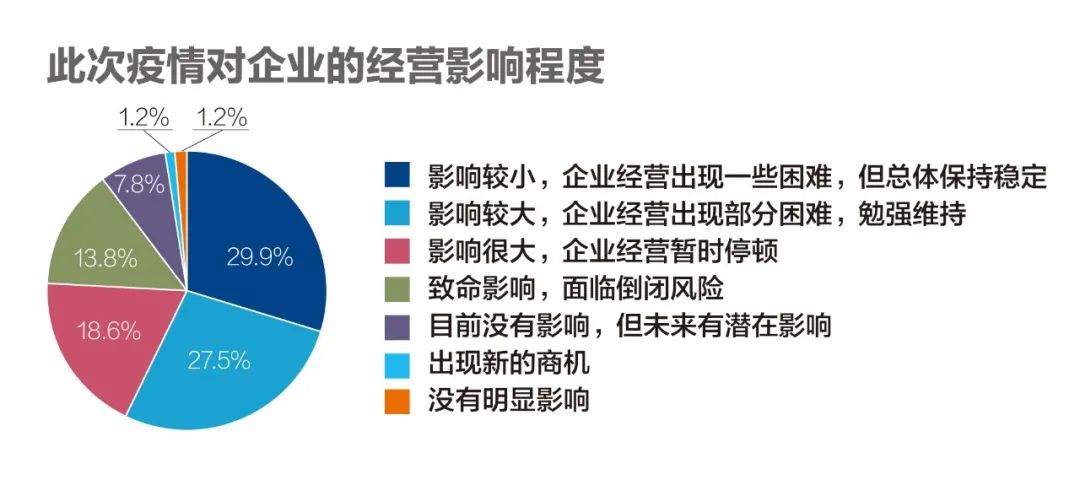 此次疫情对企业的经营影响程度
1.2%
1.2%
7.8%
29.9%
13.8%
18.6%
27.5%
影响较小，企业经营出现一些困难，但总体保持稳定
影响较大，企业经营出现部分困难，勉强维持
影响很大，企业经营暂时停顿
致命影响，面临倒闭风险
目前没有影响，但未来有潜在影响
出现新的商机
没有明显影响